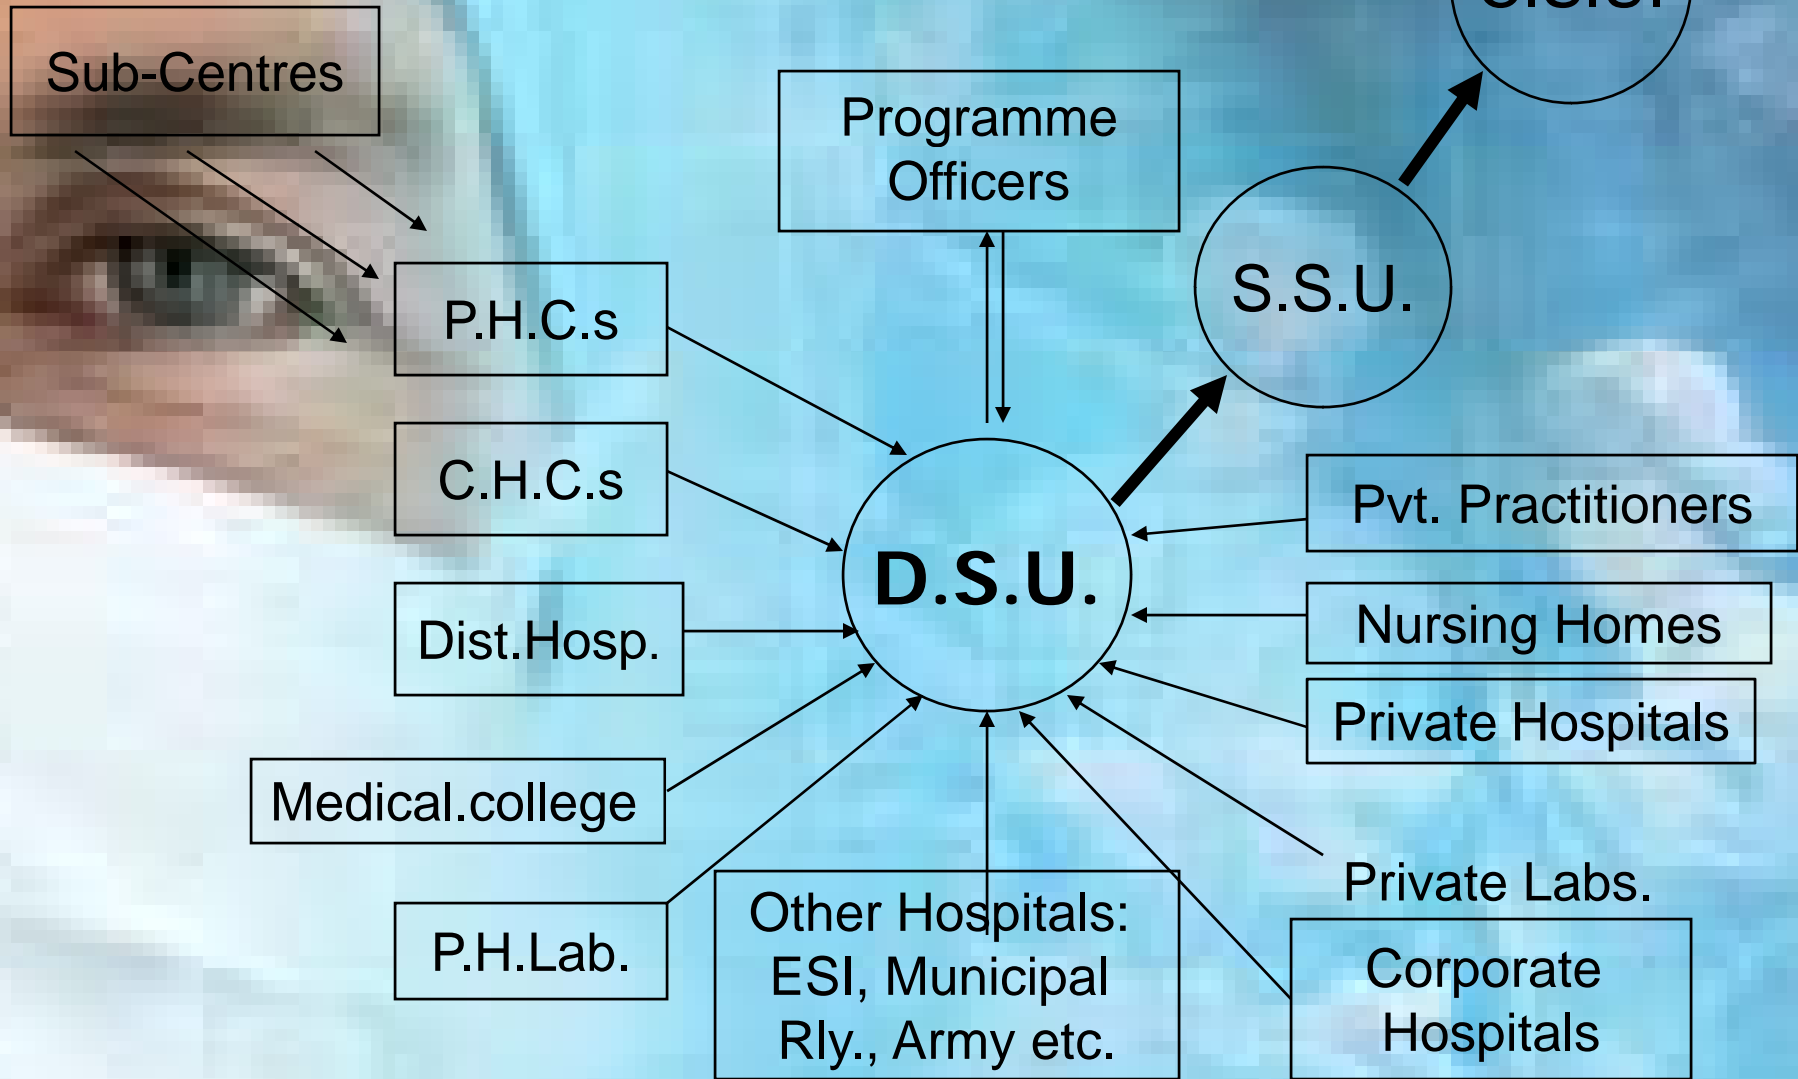 Sub-Centres
Programme
Officers
S.S.U.
P.H.C.s
C.H.C.s
D.S.U.
Pvt. Practitioners
Dist.Hosp.
Nursing Homes
Private Hospitals
Medical.college
Private Labs.
P.H.Lab.
Other Hospitals:
ESI, Municipal
Rly., Army etc.
Corporate
Hospitals